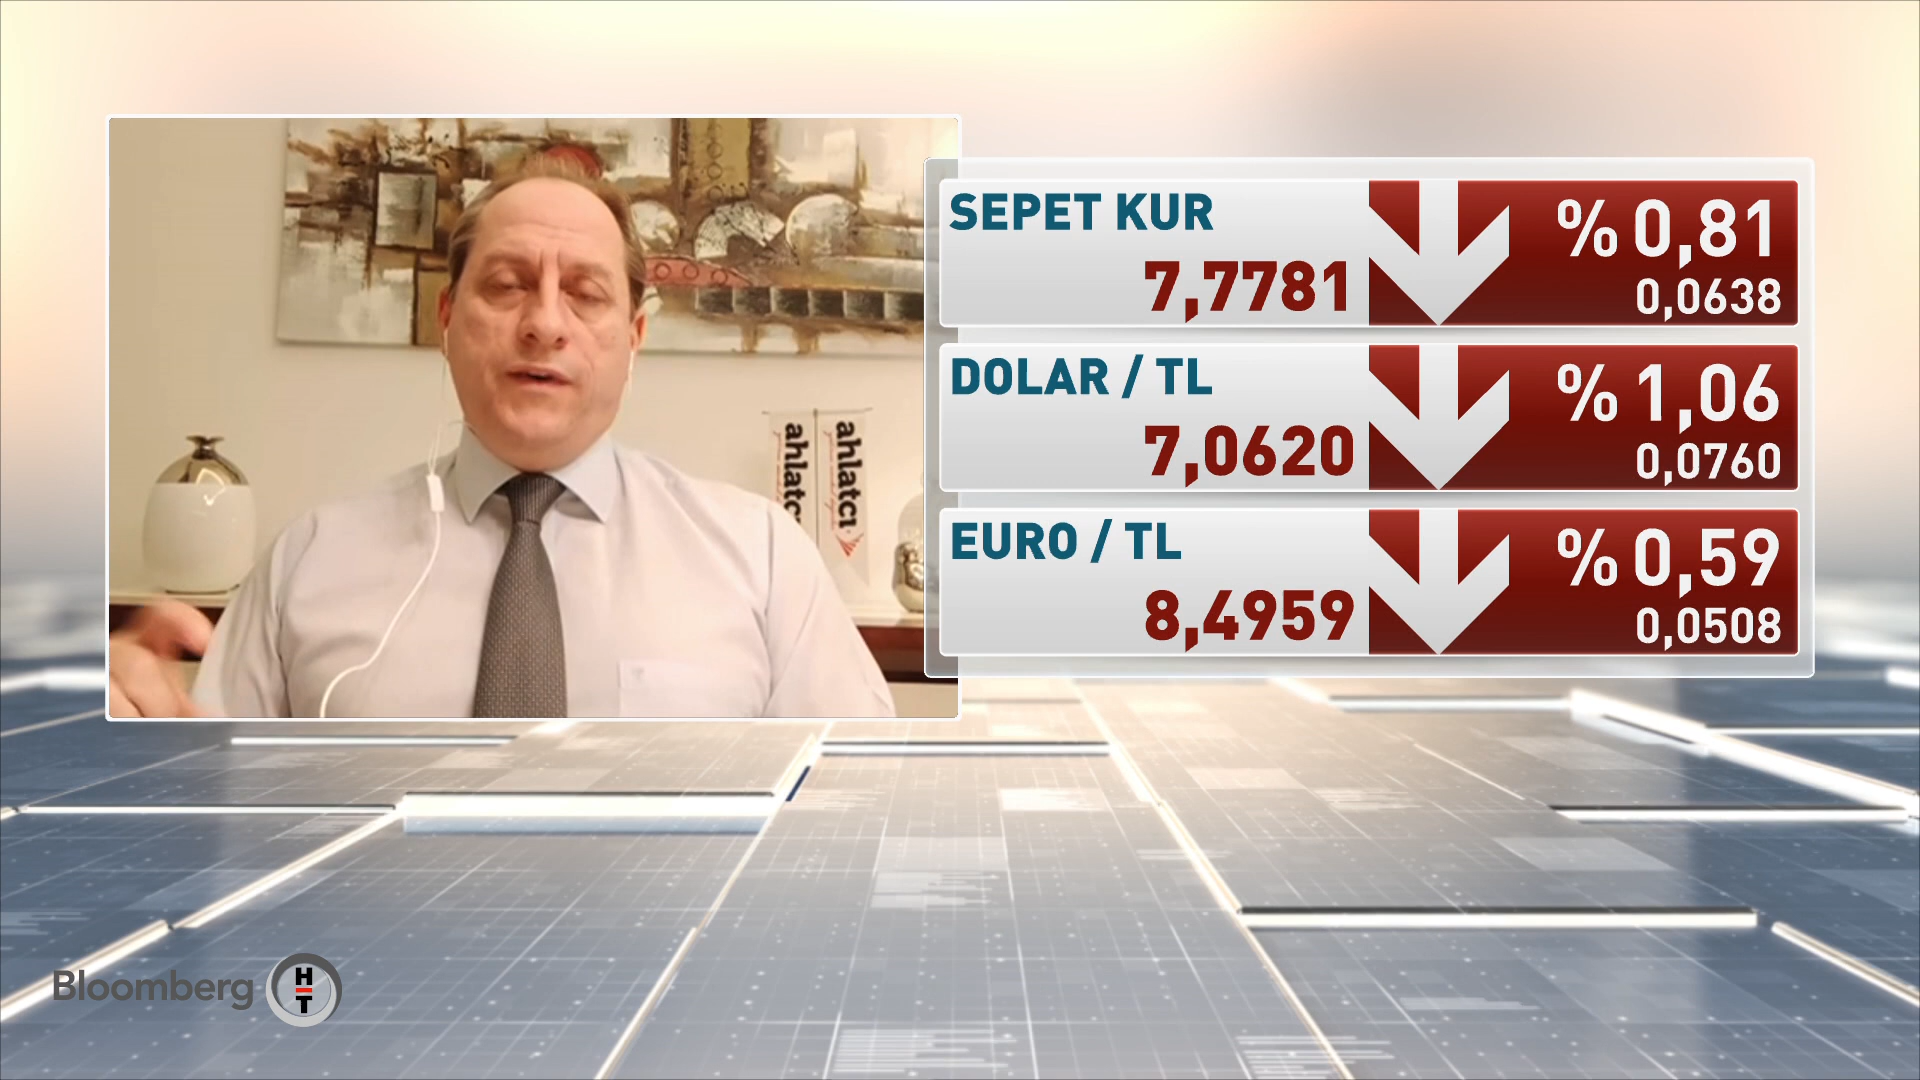 SEPET KUR
7,7781
% 0,81
0,0638
DOLAR / TL
7,0620
% 1,06
0,0760
EURO / TL
8,4959
% 0,59
0,0508
ahlatcı
ahlatc
Bloomberg HT